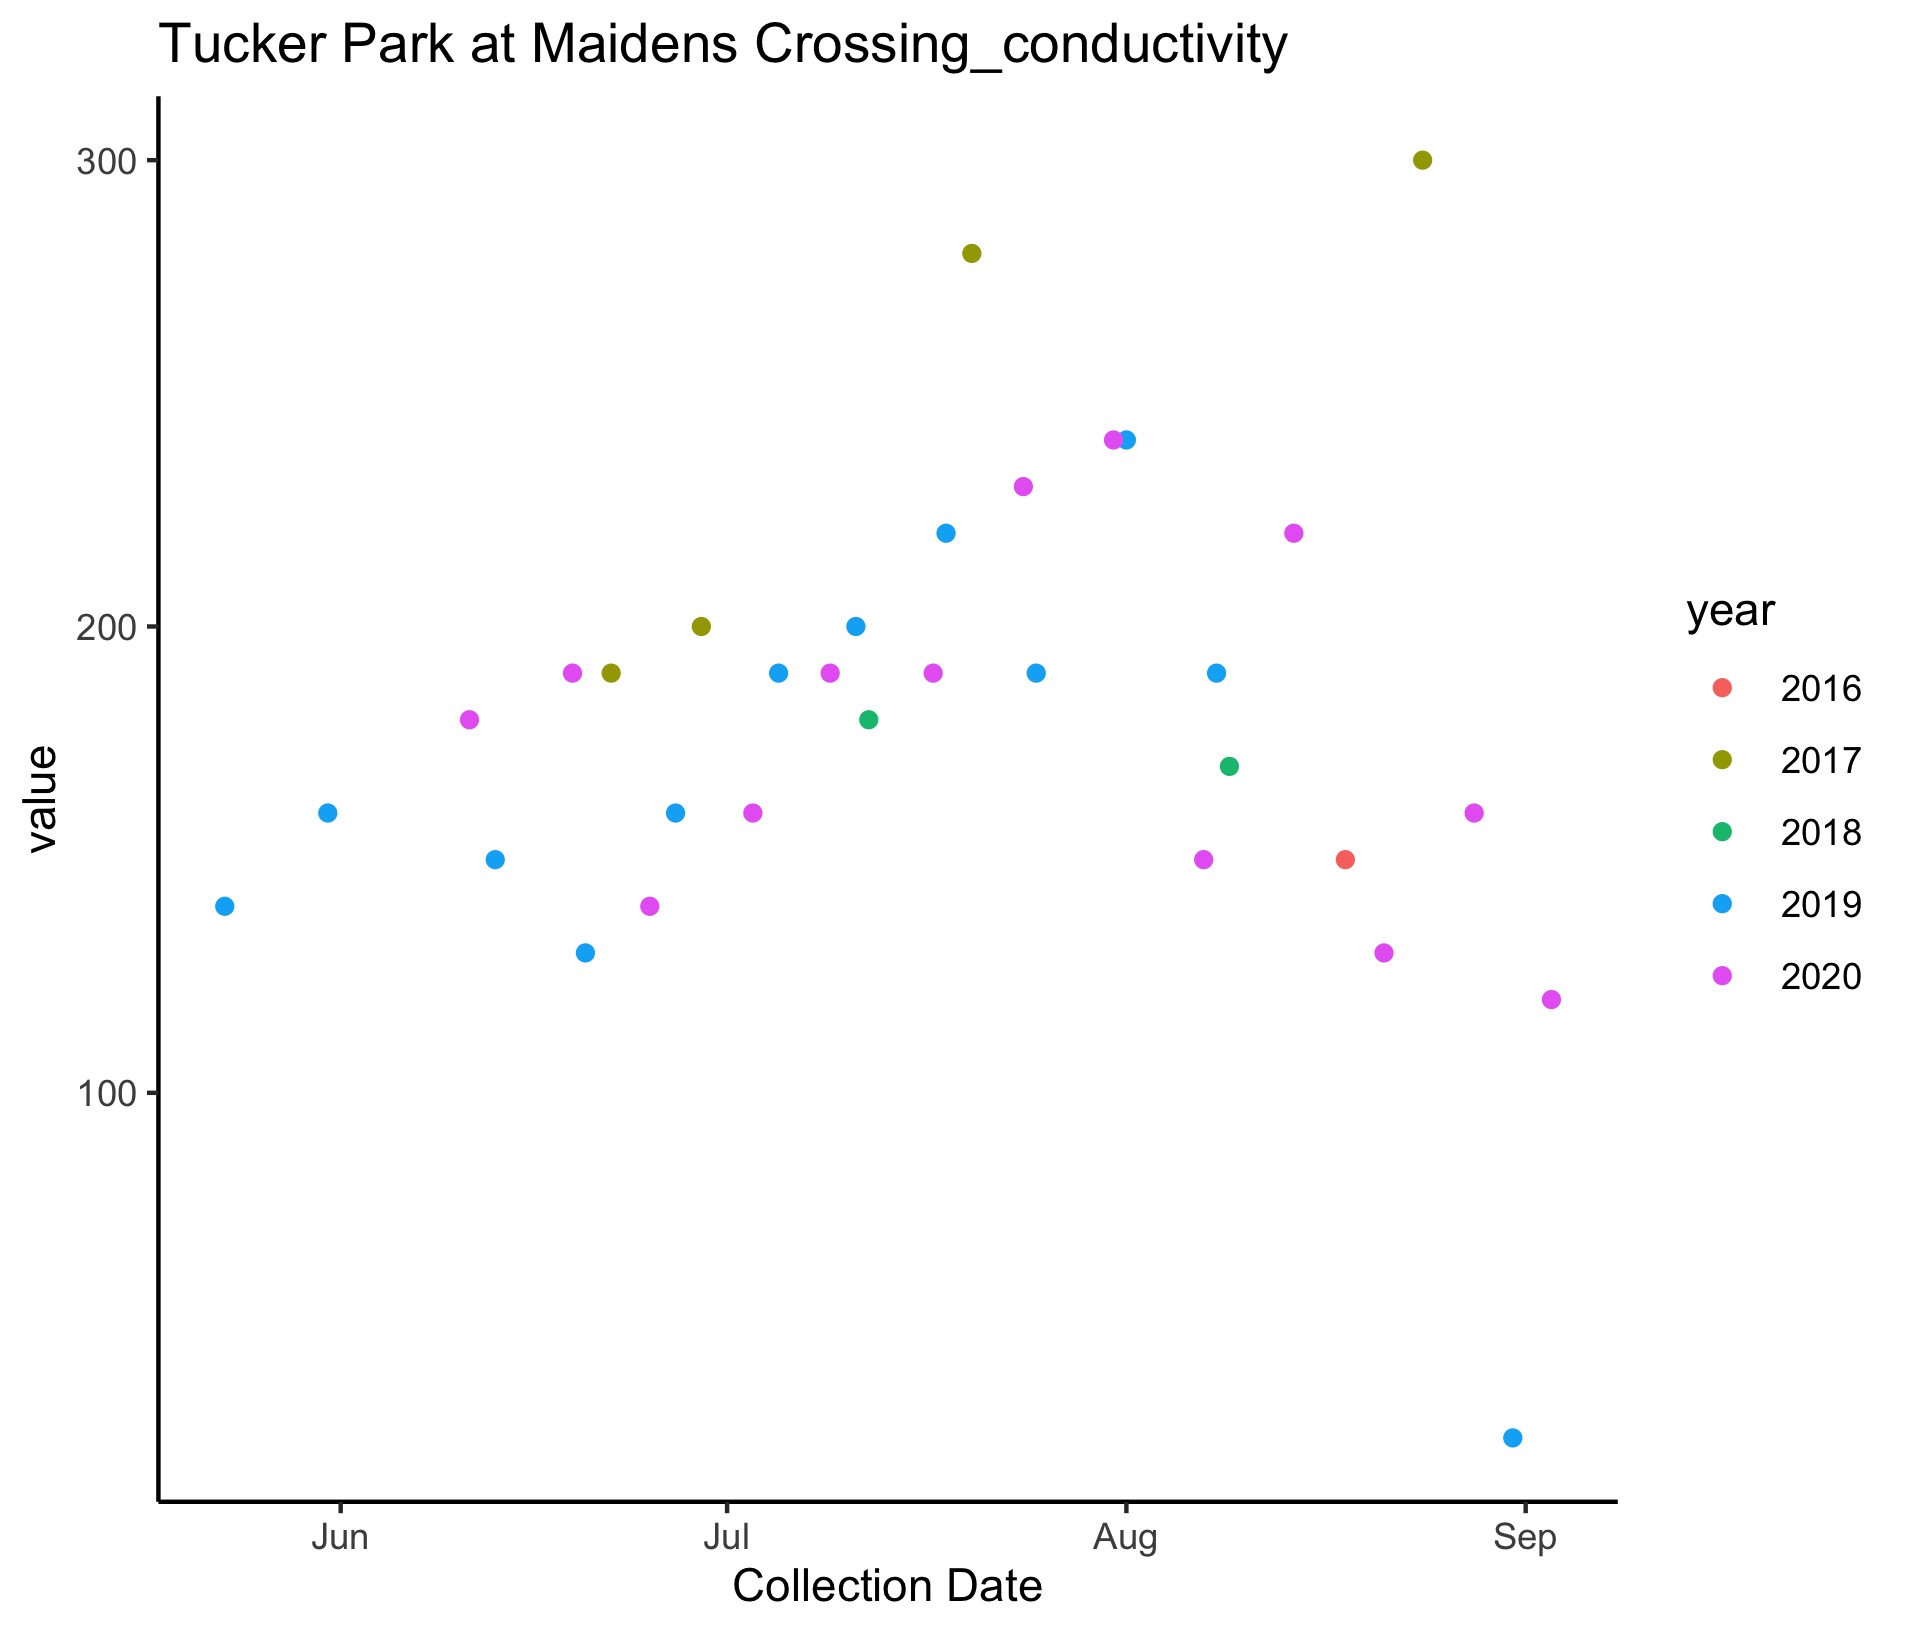 Tucker Park at Maidens Crossing_conductivity
300
200
100
value
Jun
Jul
Aug
Sep
Collection Date
year
2016
2017
2018
2019
2020